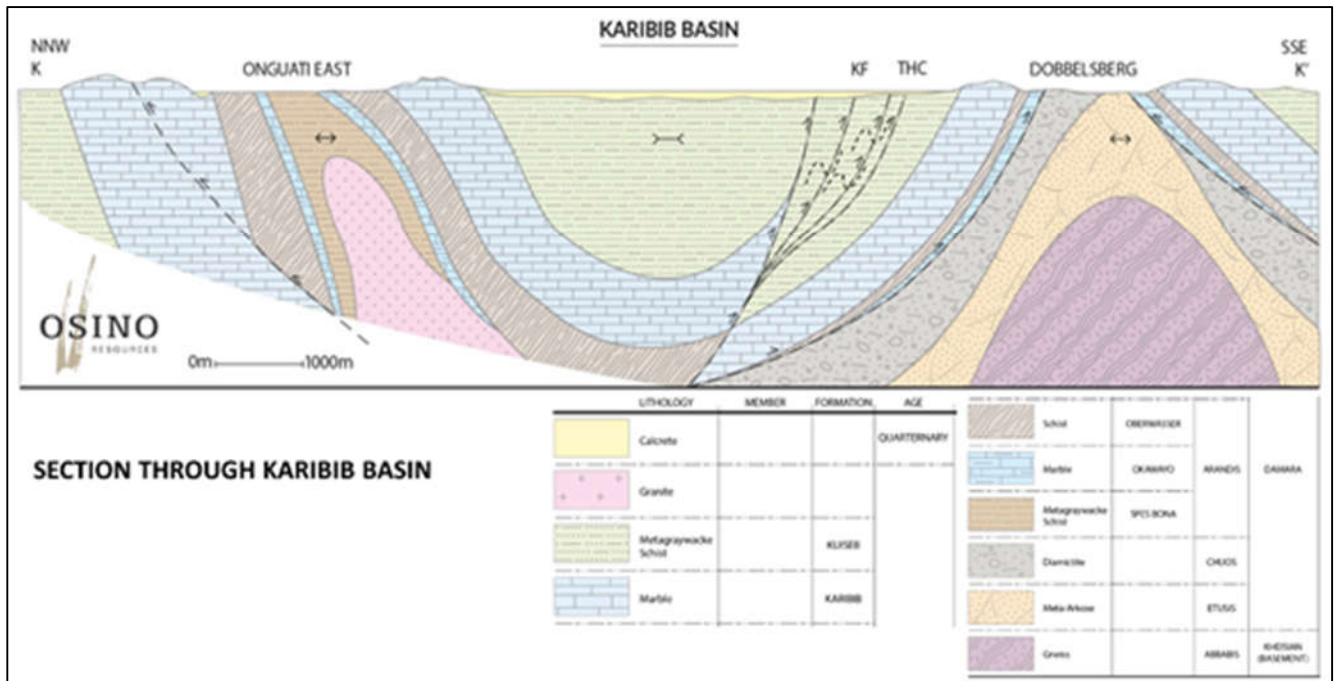 KARIBIB BASIN
NNW
K
ONGUATI EAST
KF
THC
DOBBELSBERG
SSE
K'
OSINO
RESOURCES
0m
1000m
SECTION THROUGH KARIBIB BASIN
LITHOLOGY MEMBER FORMATION AGE
Calcrete QUARTERNARY
Granite
Metagraywacke
Schist
KUISEB
Marble KARIBIB
Schist OBERWASSER
Marble OKAWAYO ARANDIS DAMARA
Metagraywacke
Schist
SPES BONA
Diamictite CHUOS
Meta-Arkose ETUSIS
Gneiss ABBABIS
KHEISIAN
(BASEMENT)